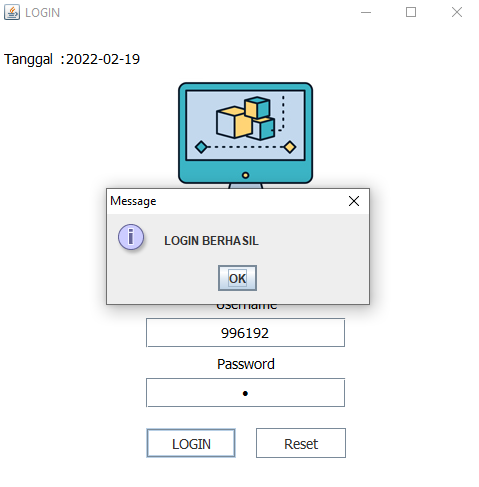 LOGIN
Tanggal :2022-02-19
Message
LOGIN BERHASIL
OK
Username
996192
Password
LOGIN Reset